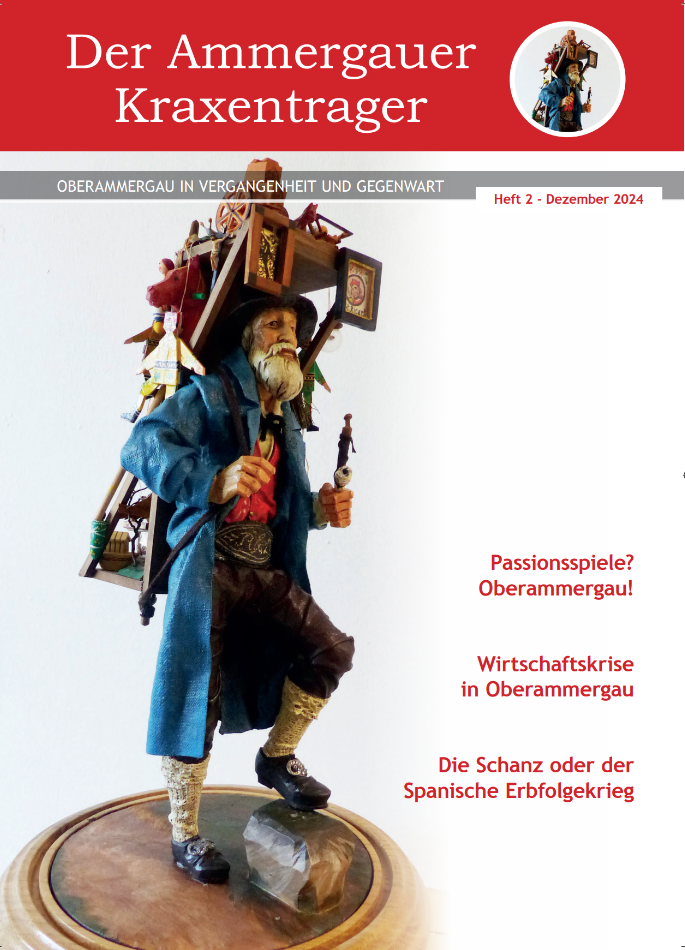 Der Ammergauer
Kraxentrager
OBERAMMERGAU IN VERGANGENHEIT UND GEGENWART
Heft 2 - Dezember 2024
Passionsspiele?
Oberammergau!
Wirtschaftskrise
in Oberammergau
Die Schanz oder der
Spanische Erbfolgekrieg